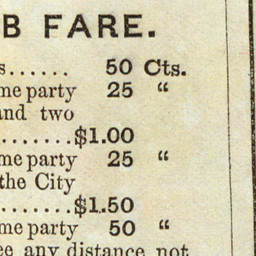 B FARE.
s...... 50 Cts.
me party 25 “
and two
.......$1.00
me party 25 “
the City
.......$1.50
me party 50 “
ee any distance not